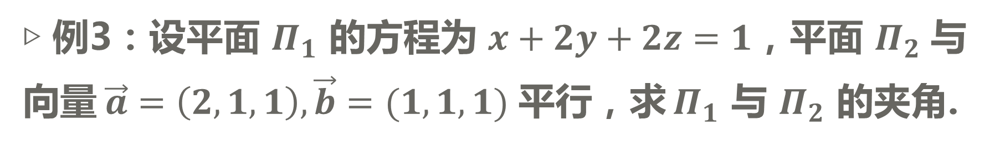 ▷ 例3：设平面 Π₁ 的方程为 x + 2y + 2z = 1，平面 Π₂ 与
向量 a⃗ = (2, 1, 1), b⃗ = (1, 1, 1) 平行，求 Π₁ 与 Π₂ 的夹角.